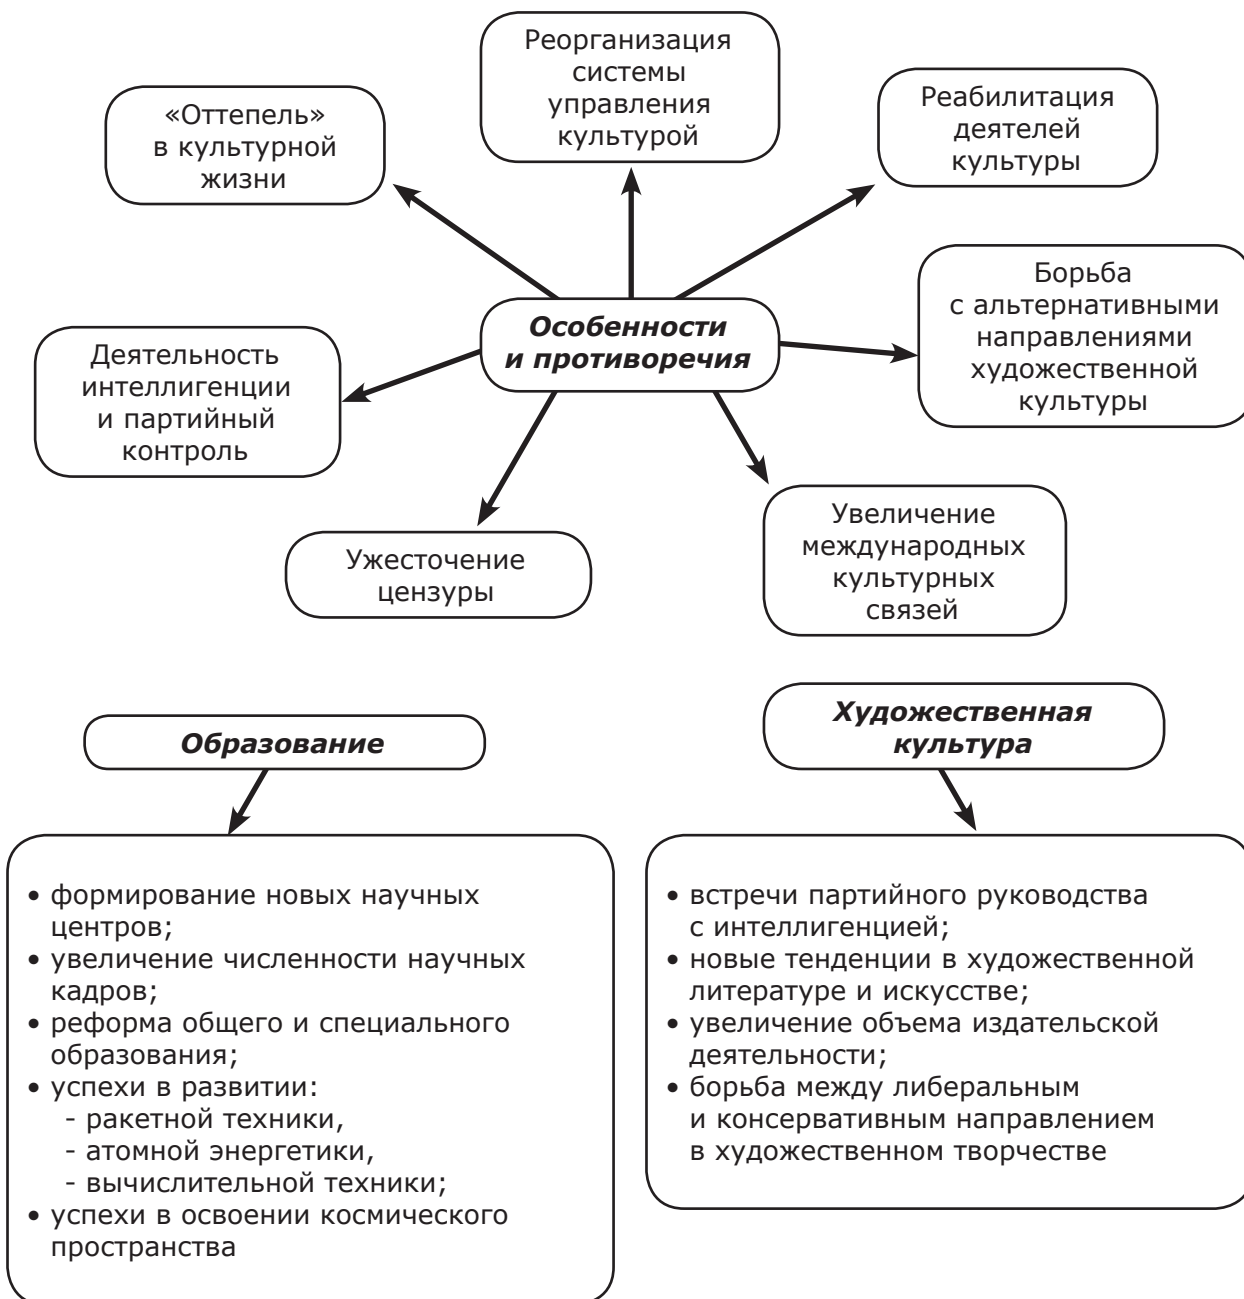 Реорганизация
системы
управления
культурой
«Оттепель»
в культурной
жизни
Реабилитация
деятелей
культуры
Особенности
и противоречия
Борьба
с альтернативными
направлениями
художественной
культуры
Деятельность
интеллигенции
и партийный
контроль
Ужесточение
цензуры
Увеличение
международных
культурных
связей
Образование
• формирование новых научных
центров;
• увеличение численности научных
кадров;
• реформа общего и специального
образования;
• успехи в развитии:
- ракетной техники,
- атомной энергетики,
- вычислительной техники;
• успехи в освоении космического
пространства
Художественная
культура
• встречи партийного руководства
с интеллигенцией;
• новые тенденции в художественной
литературе и искусстве;
• увеличение объема издательской
деятельности;
• борьба между либеральным
и консервативным направлением
в художественном творчестве